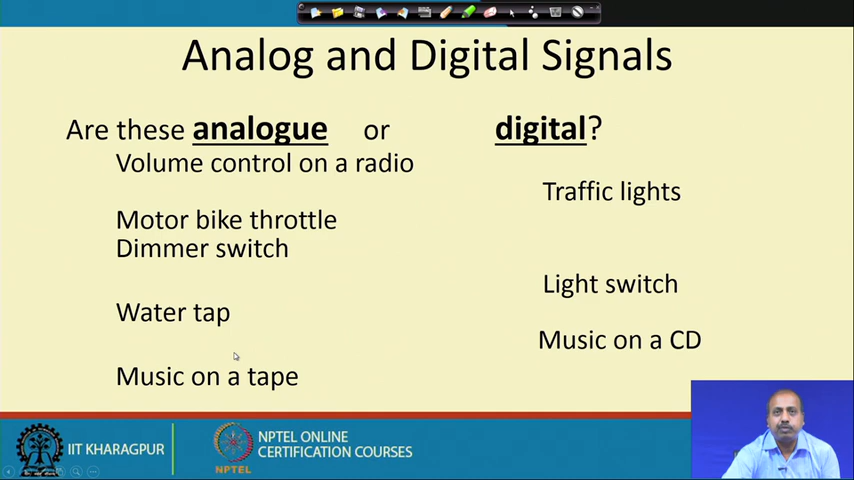 Analog and Digital Signals
Are these analogue or digital?
Volume control on a radio
Traffic lights
Motor bike throttle
Dimmer switch
Light switch
Water tap
Music on a CD
Music on a tape
IIT KHARAGPUR
NPTEL ONLINE
CERTIFICATION COURSES
NPTEL